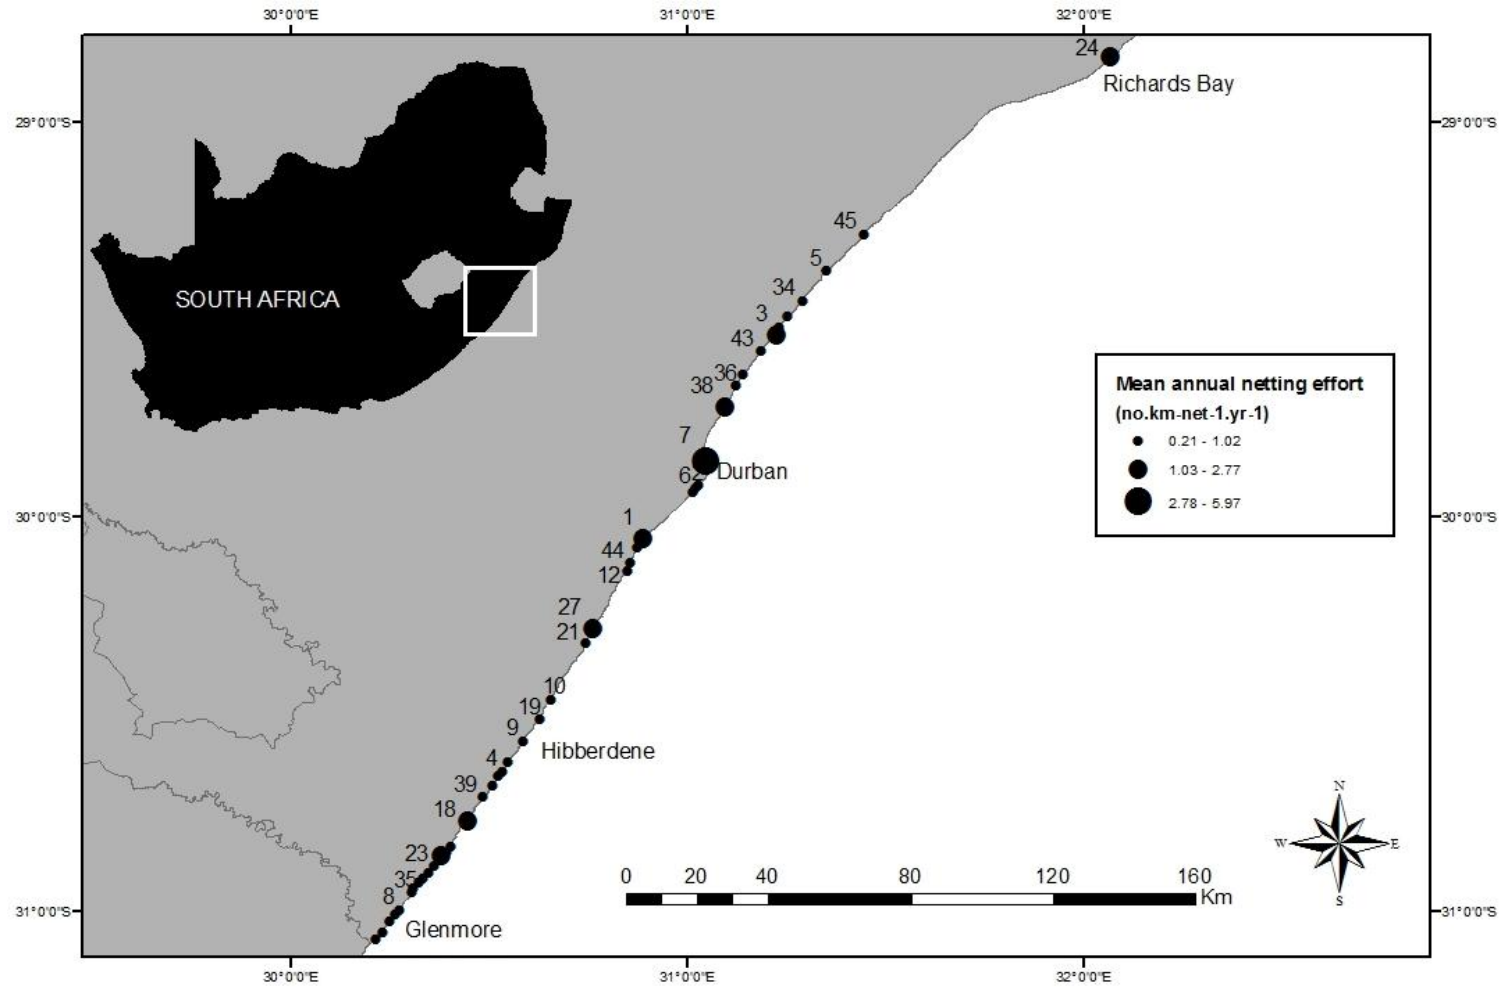 30°0'0"E 31°0'0"E 32°0'0"E
24
Richards Bay
29°0'0"S 29°0'0"S
45
5
SOUTH AFRICA
34
3
43
Mean annual netting effort
(no.km-net-1.yr-1)
0.21 - 1.02
1.03 - 2.77
2.78 - 5.97
36
38
7
62
Durban
30°0'0"S 30°0'0"S
1
44
12
27
21
10
19
9
Hibberdene
4
39
18
23
35
8
Glenmore
N
W E
S
0 20 40 80 120 160
Km
31°0'0"S 31°0'0"S
30°0'0"E 31°0'0"E 32°0'0"E